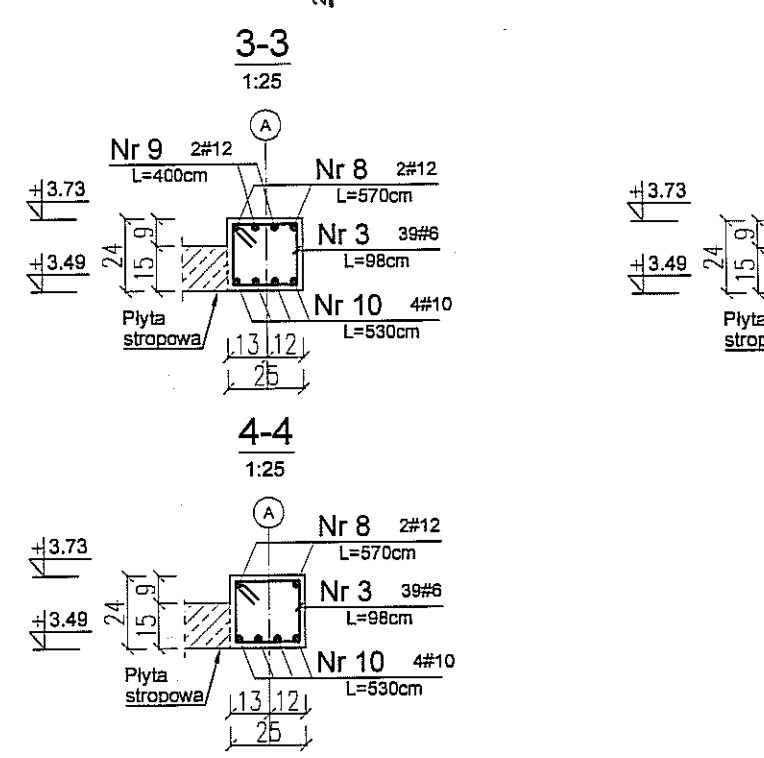 3-3
1:25
A
Nr 9 2#12
L=400cm
Nr 8 2#12
L=570cm
Nr 3 39#6
L=98cm
Nr 10 4#10
L=530cm
+3.73
+3.49
24
9
15
Płyta
stropowa
13 12
25
4-4
1:25
A
Nr 8 2#12
L=570cm
Nr 3 39#6
L=98cm
Nr 10 4#10
L=530cm
+3.73
+3.49
24
9
15
Płyta
stropowa
13 12
25
+3.73
+3.49
24
9
15